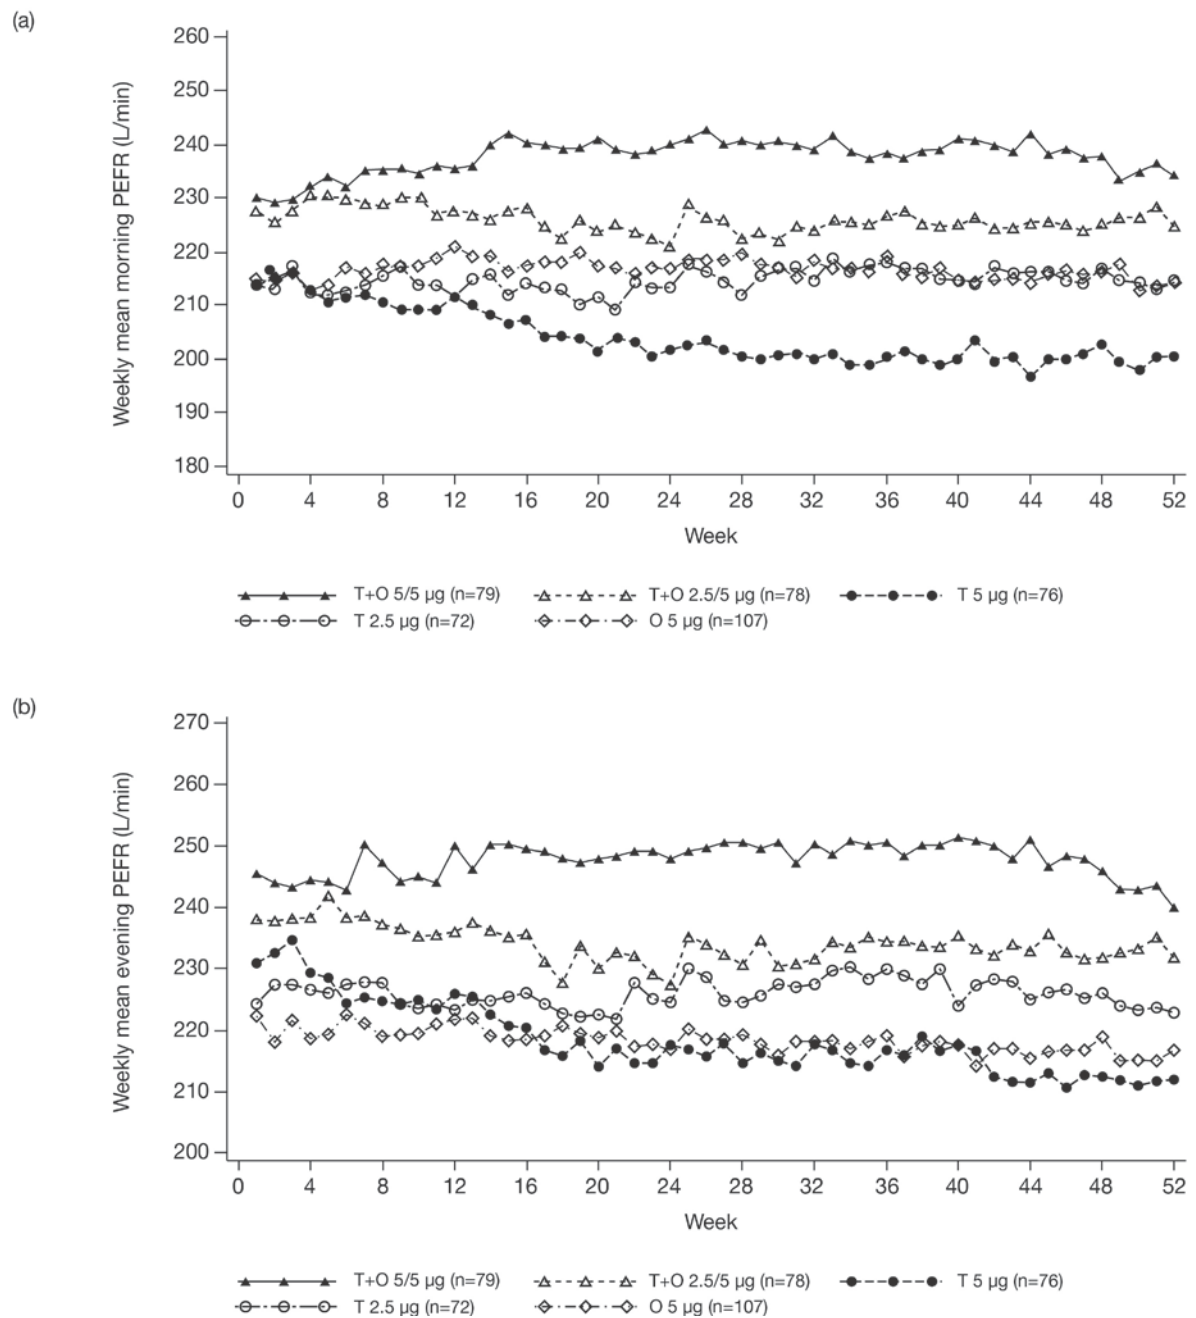 (a)
Weekly mean morning PEFR (L/min)
260
250
240
230
220
210
200
190
180
0 4 8 12 16 20 24 28 32 36 40 44 48 52
Week
T+O 5/5 µg (n=79) T+O 2.5/5 µg (n=78) T 5 µg (n=76)
T 2.5 µg (n=72) O 5 µg (n=107)
(b)
Weekly mean evening PEFR (L/min)
270
260
250
240
230
220
210
200
0 4 8 12 16 20 24 28 32 36 40 44 48 52
Week
T+O 5/5 µg (n=79) T+O 2.5/5 µg (n=78) T 5 µg (n=76)
T 2.5 µg (n=72) O 5 µg (n=107)